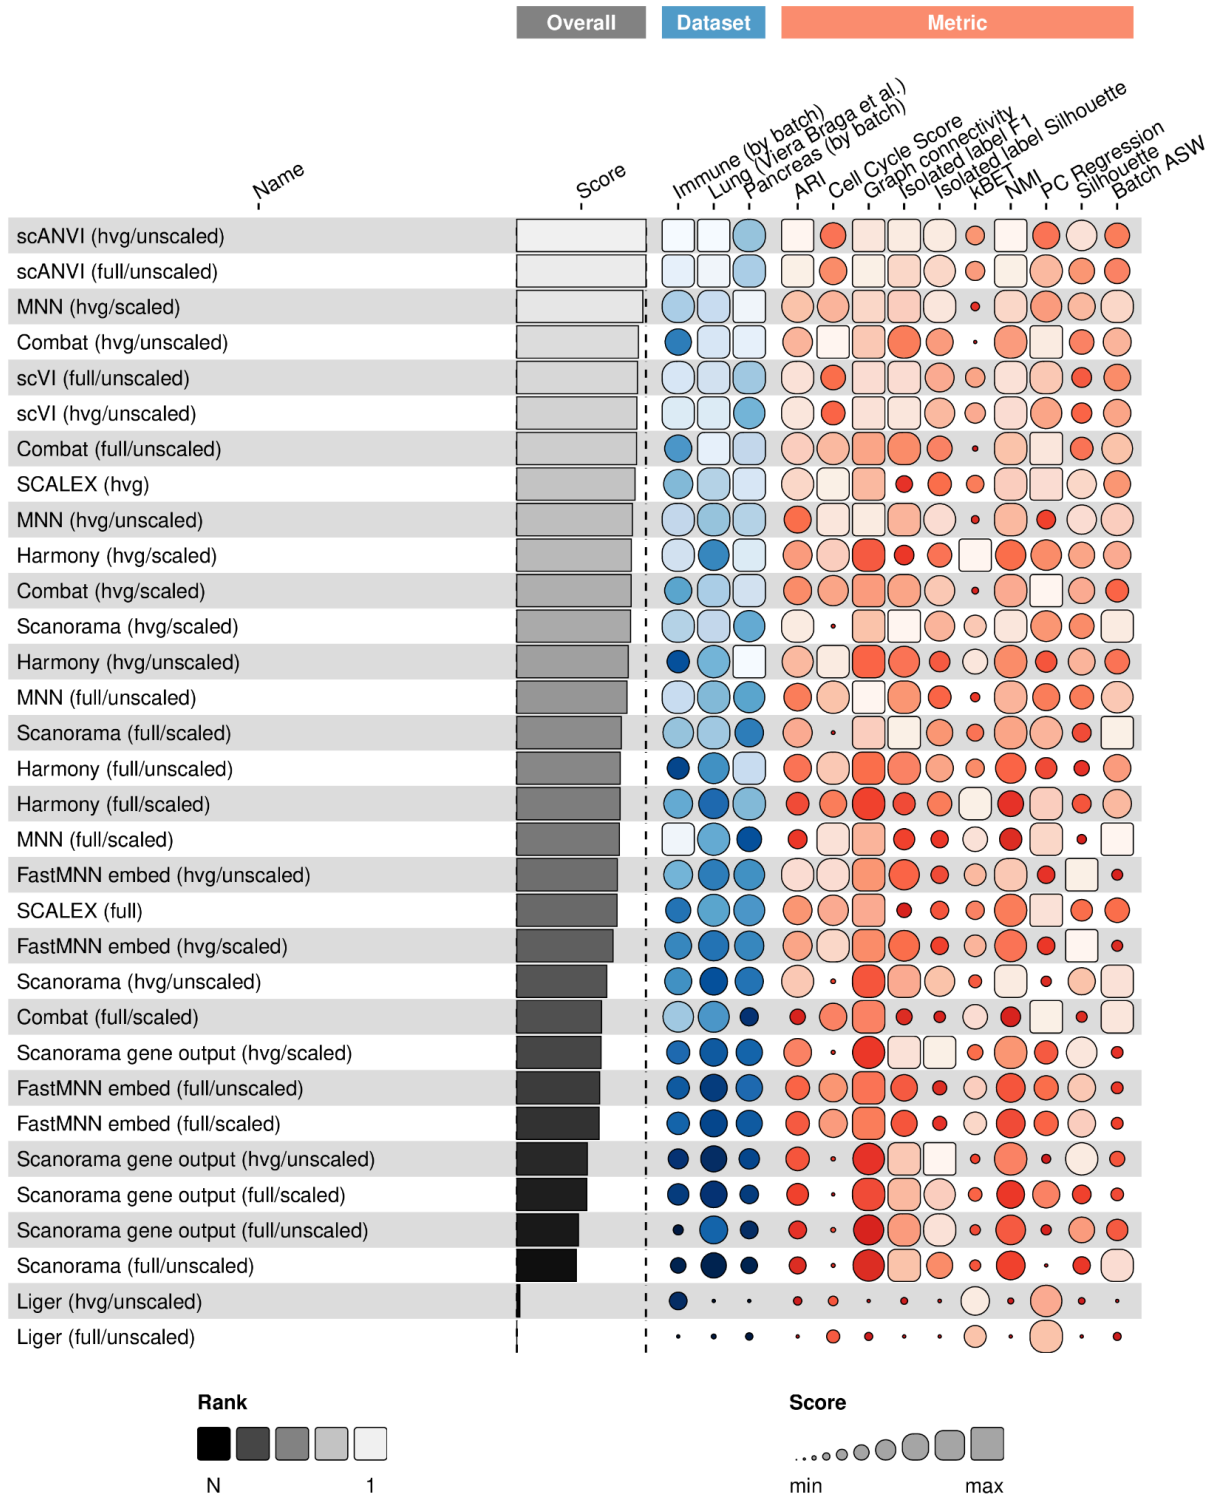 Overall
Dataset
Metric
Name
Score
Immune (by batch)
Lung (Viera Braga et al.)
Pancreas (by batch)
ARI
Cell Cycle Score
Graph connectivity
Isolated label F1
Isolated label Silhouette
kBET
NMI
PC Regression
Silhouette
Batch ASW
scANVI (hvg/unscaled)
scANVI (full/unscaled)
MNN (hvg/scaled)
Combat (hvg/unscaled)
scVI (full/unscaled)
scVI (hvg/unscaled)
Combat (full/unscaled)
SCALEX (hvg)
MNN (hvg/unscaled)
Harmony (hvg/scaled)
Combat (hvg/scaled)
Scanorama (hvg/scaled)
Harmony (hvg/unscaled)
MNN (full/unscaled)
Scanorama (full/scaled)
Harmony (full/unscaled)
Harmony (full/scaled)
MNN (full/scaled)
FastMNN embed (hvg/unscaled)
SCALEX (full)
FastMNN embed (hvg/scaled)
Scanorama (hvg/unscaled)
Combat (full/scaled)
Scanorama gene output (hvg/scaled)
FastMNN embed (full/unscaled)
FastMNN embed (full/scaled)
Scanorama gene output (hvg/unscaled)
Scanorama gene output (full/scaled)
Scanorama gene output (full/unscaled)
Scanorama (full/unscaled)
Liger (hvg/unscaled)
Liger (full/unscaled)
Rank
N 1
Score
min max